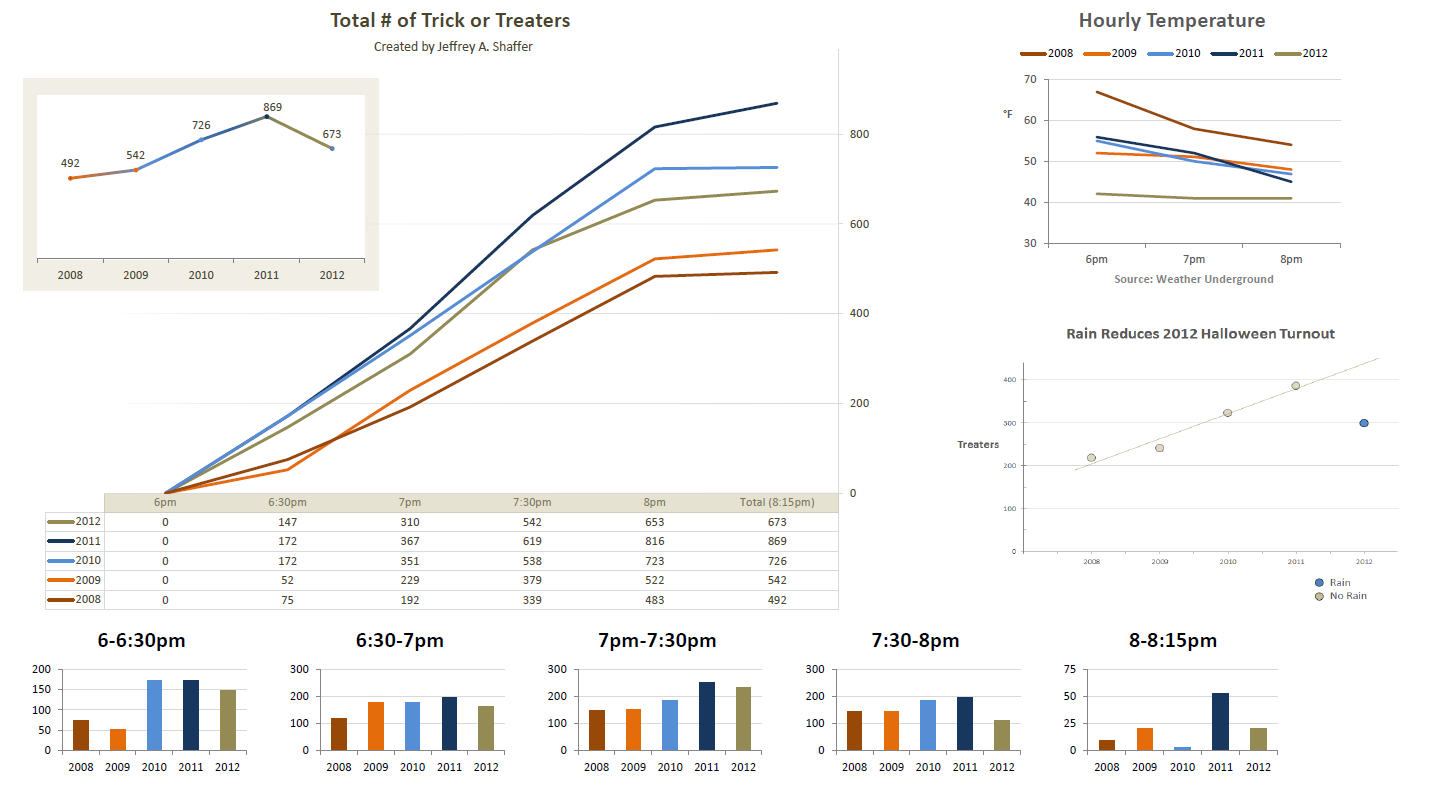 Total # of Trick or Treaters
Created by Jeffrey A. Shaffer
492 542 726 869 673
2008 2009 2010 2011 2012
800
600
400
200
0
6pm 6:30pm 7pm 7:30pm 8pm Total (8:15pm)
2012 0 147 310 542 653 673
2011 0 172 367 619 816 869
2010 0 172 351 538 723 726
2009 0 52 229 379 522 542
2008 0 75 192 339 483 492
Hourly Temperature
2008 2009 2010 2011 2012
°F
70
60
50
40
30
6pm 7pm 8pm
Source: Weather Underground
Rain Reduces 2012 Halloween Turnout
Treaters
400
300
200
100
0
2008 2009 2010 2011 2012
Rain
No Rain
6-6:30pm
200
150
100
50
0
2008 2009 2010 2011 2012
6:30-7pm
300
200
100
0
2008 2009 2010 2011 2012
7pm-7:30pm
300
200
100
0
2008 2009 2010 2011 2012
7:30-8pm
300
200
100
0
2008 2009 2010 2011 2012
8-8:15pm
75
50
25
0
2008 2009 2010 2011 2012